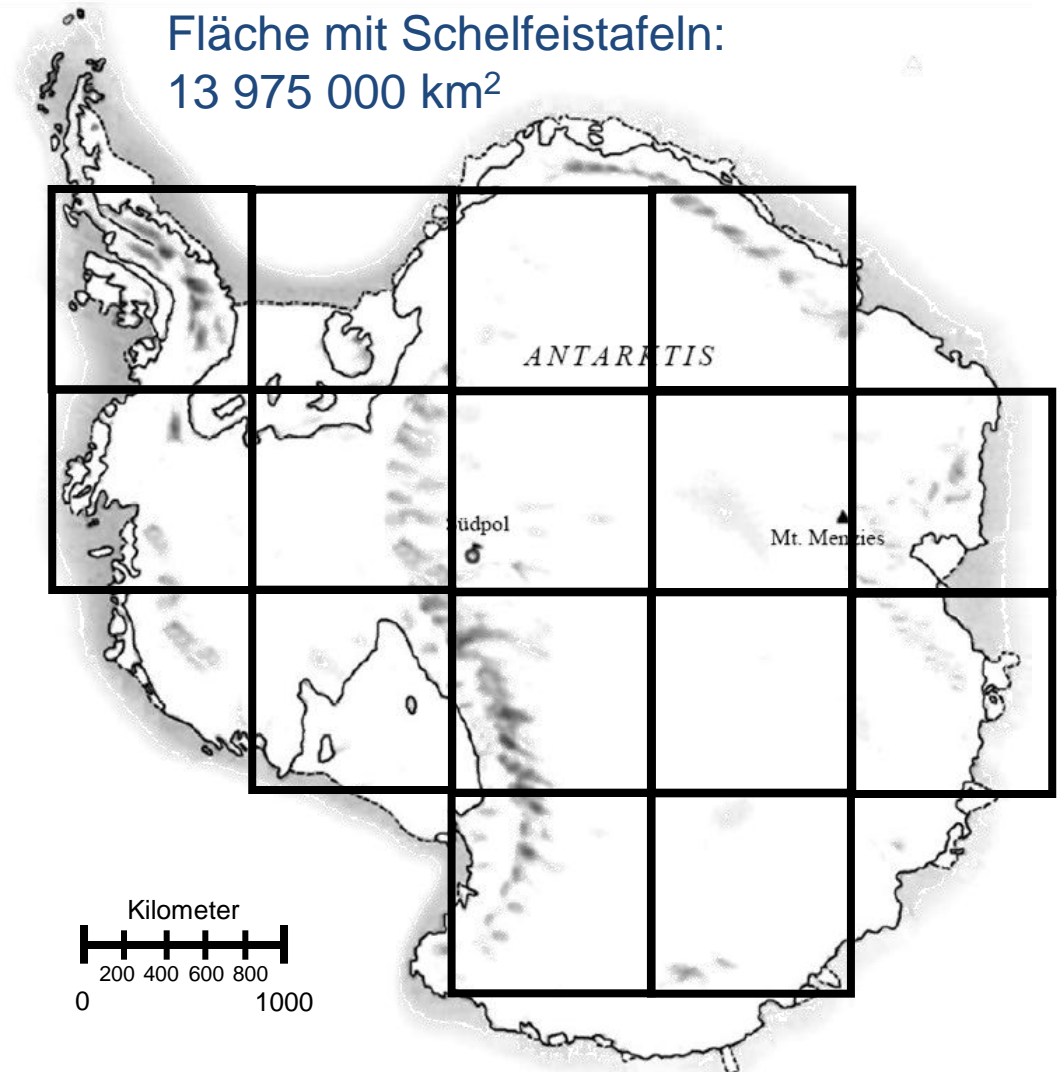 Fläche mit Schelfeistafeln:
13 975 000 km²
ANTARKTIS
Südpol
Mt. Menzies
Kilometer
200 400 600 800
0 1000